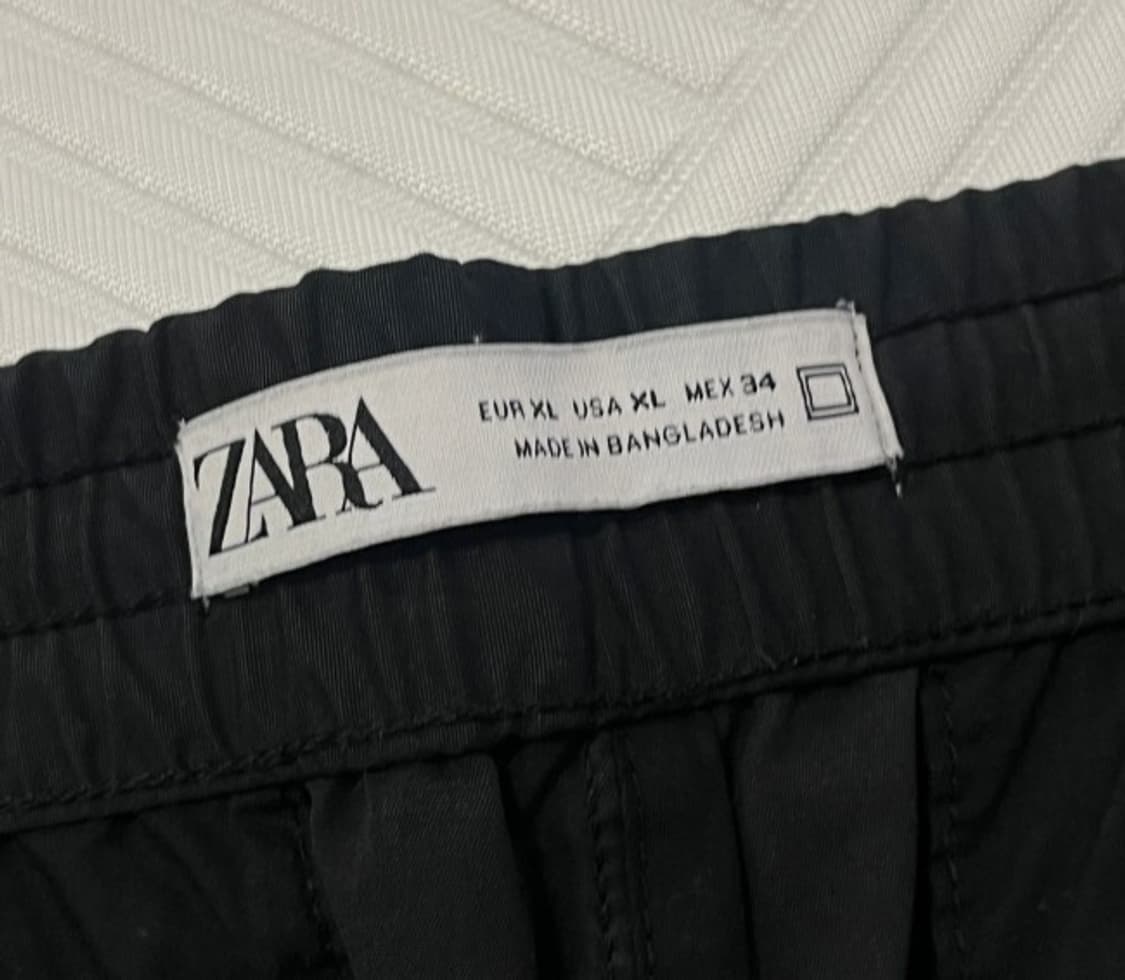 ZARA
EUR XL USA XL MEX 34
MADE IN BANGLADESH